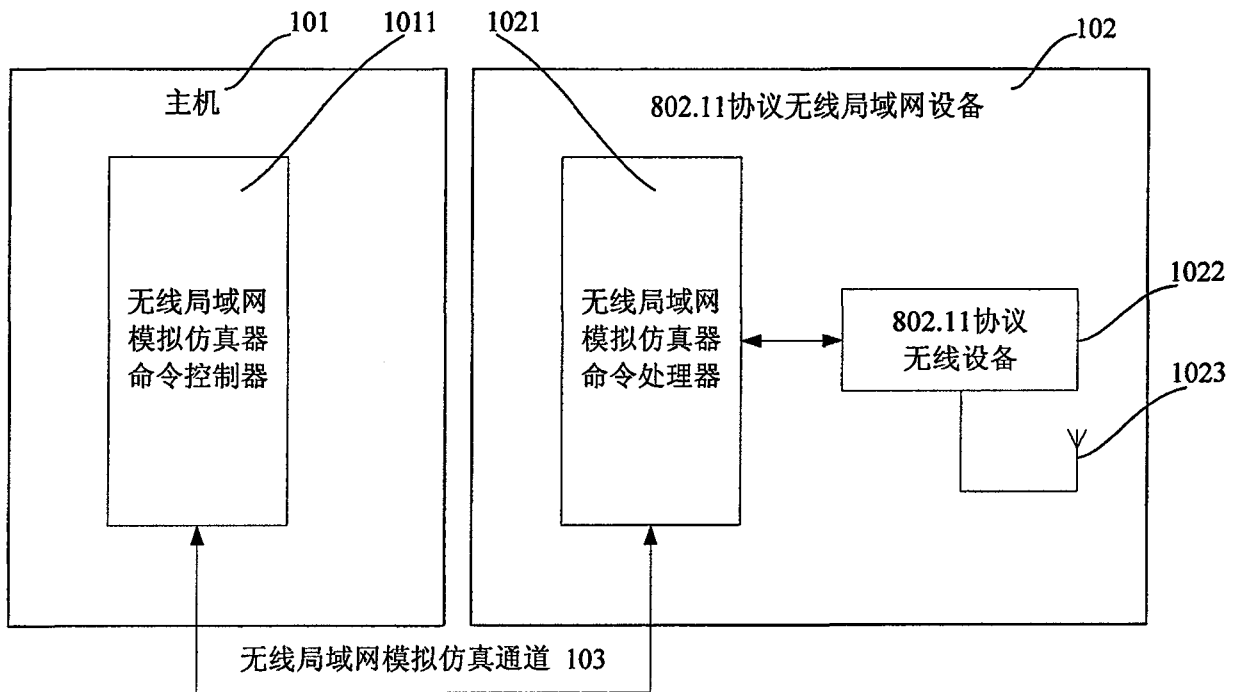 101
1011
1021
102
主机
802.11协议无线局域网设备
无线局域网
模拟仿真器
命令控制器
无线局域网
模拟仿真器
命令处理器
802.11协议
无线设备
1022
1023
无线局域网模拟仿真通道 103